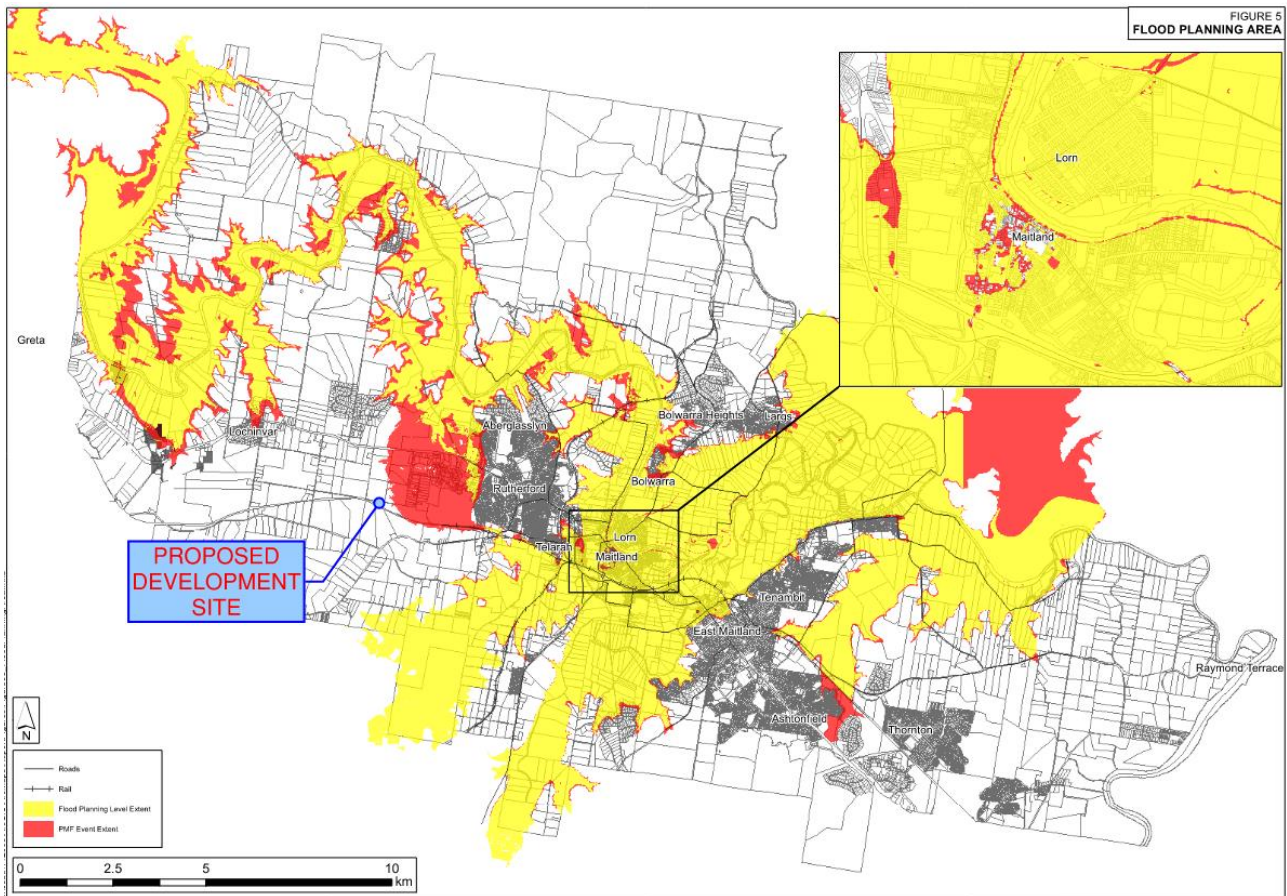 FIGURE 5
FLOOD PLANNING AREA
Lorn
Maitland
Greta
Lochinvar
Aberglasslyn
Rutherford
Bolwarra Heights
Largs
Bolwarra
Telarah
Lorn
Maitland
PROPOSED
DEVELOPMENT
SITE
Tenambit
East Maitland
Raymond Terrace
Ashtonfield
Thornton
N
Roads
Rail
Flood Planning Level Extent
PMF Event Extent
0 2.5 5 10
km